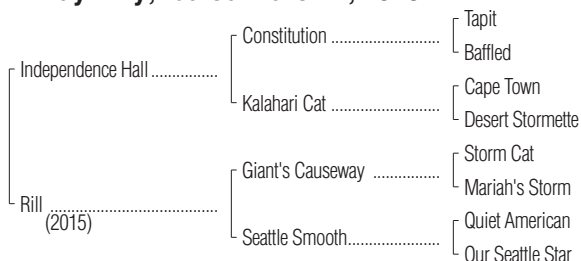 Tapit
Constitution ............................
Baffled
Independence Hall ................
Cape Town
Kalahari Cat ............................
Desert Stormette
Storm Cat
Giant's Causeway .................
Mariah's Storm
Rill ..........................................
(2015)
Quiet American
Seattle Smooth.......................
Our Seattle Star